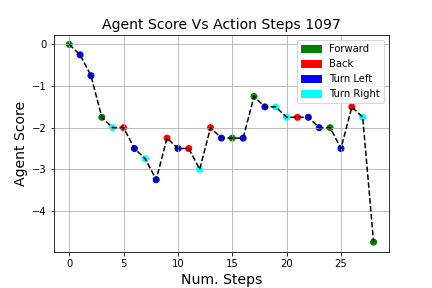 Agent Score Vs Action Steps 1097
Agent Score
0
−1
−2
−3
−4
Forward
Back
Turn Left
Turn Right
0 5 10 15 20 25
Num. Steps